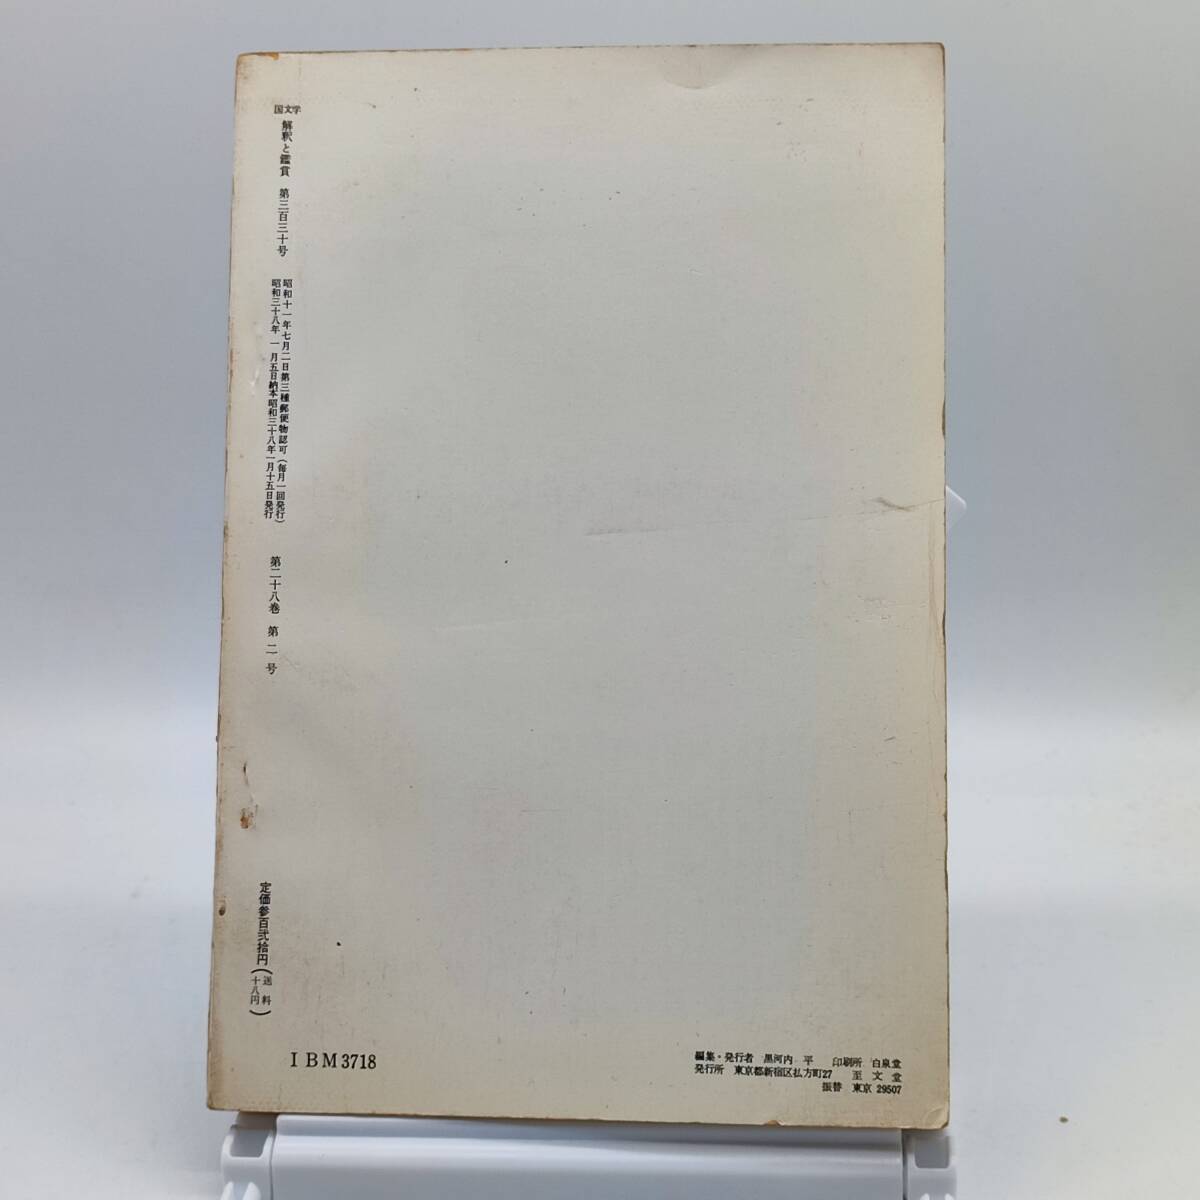 国文学
解釈と鑑賞 第三百三十号
昭和十一年七月二日第三種郵便物認可(毎月一回発行)
昭和三十八年一月五日納本昭和三十八年一月十五日発行
第二十八巻 第二号
定価参百弐拾円(送料十八円)
IBM3718
編集・発行者 黒河内 平 印刷所 白泉堂
発行所 東京都新宿区払方町27 至文堂
振替 東京 29507